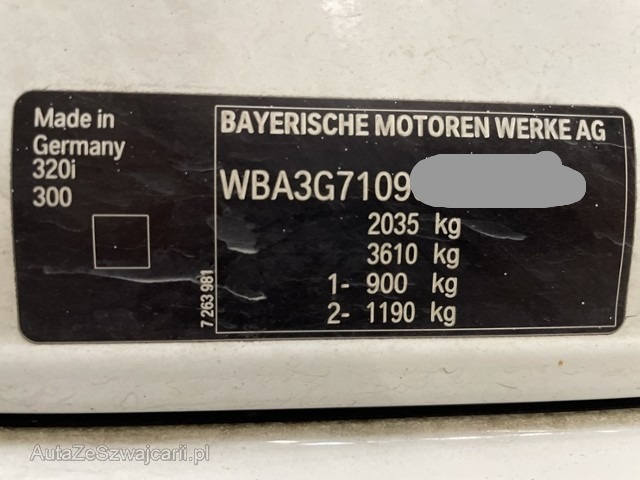 Made in
Germany
320i
300
7 263 981
BAYERISCHE MOTOREN WERKE AG
WBA3G7109
2035 kg
3610 kg
1- 900 kg
2- 1190 kg
AutaZeSzwajcarii.pl